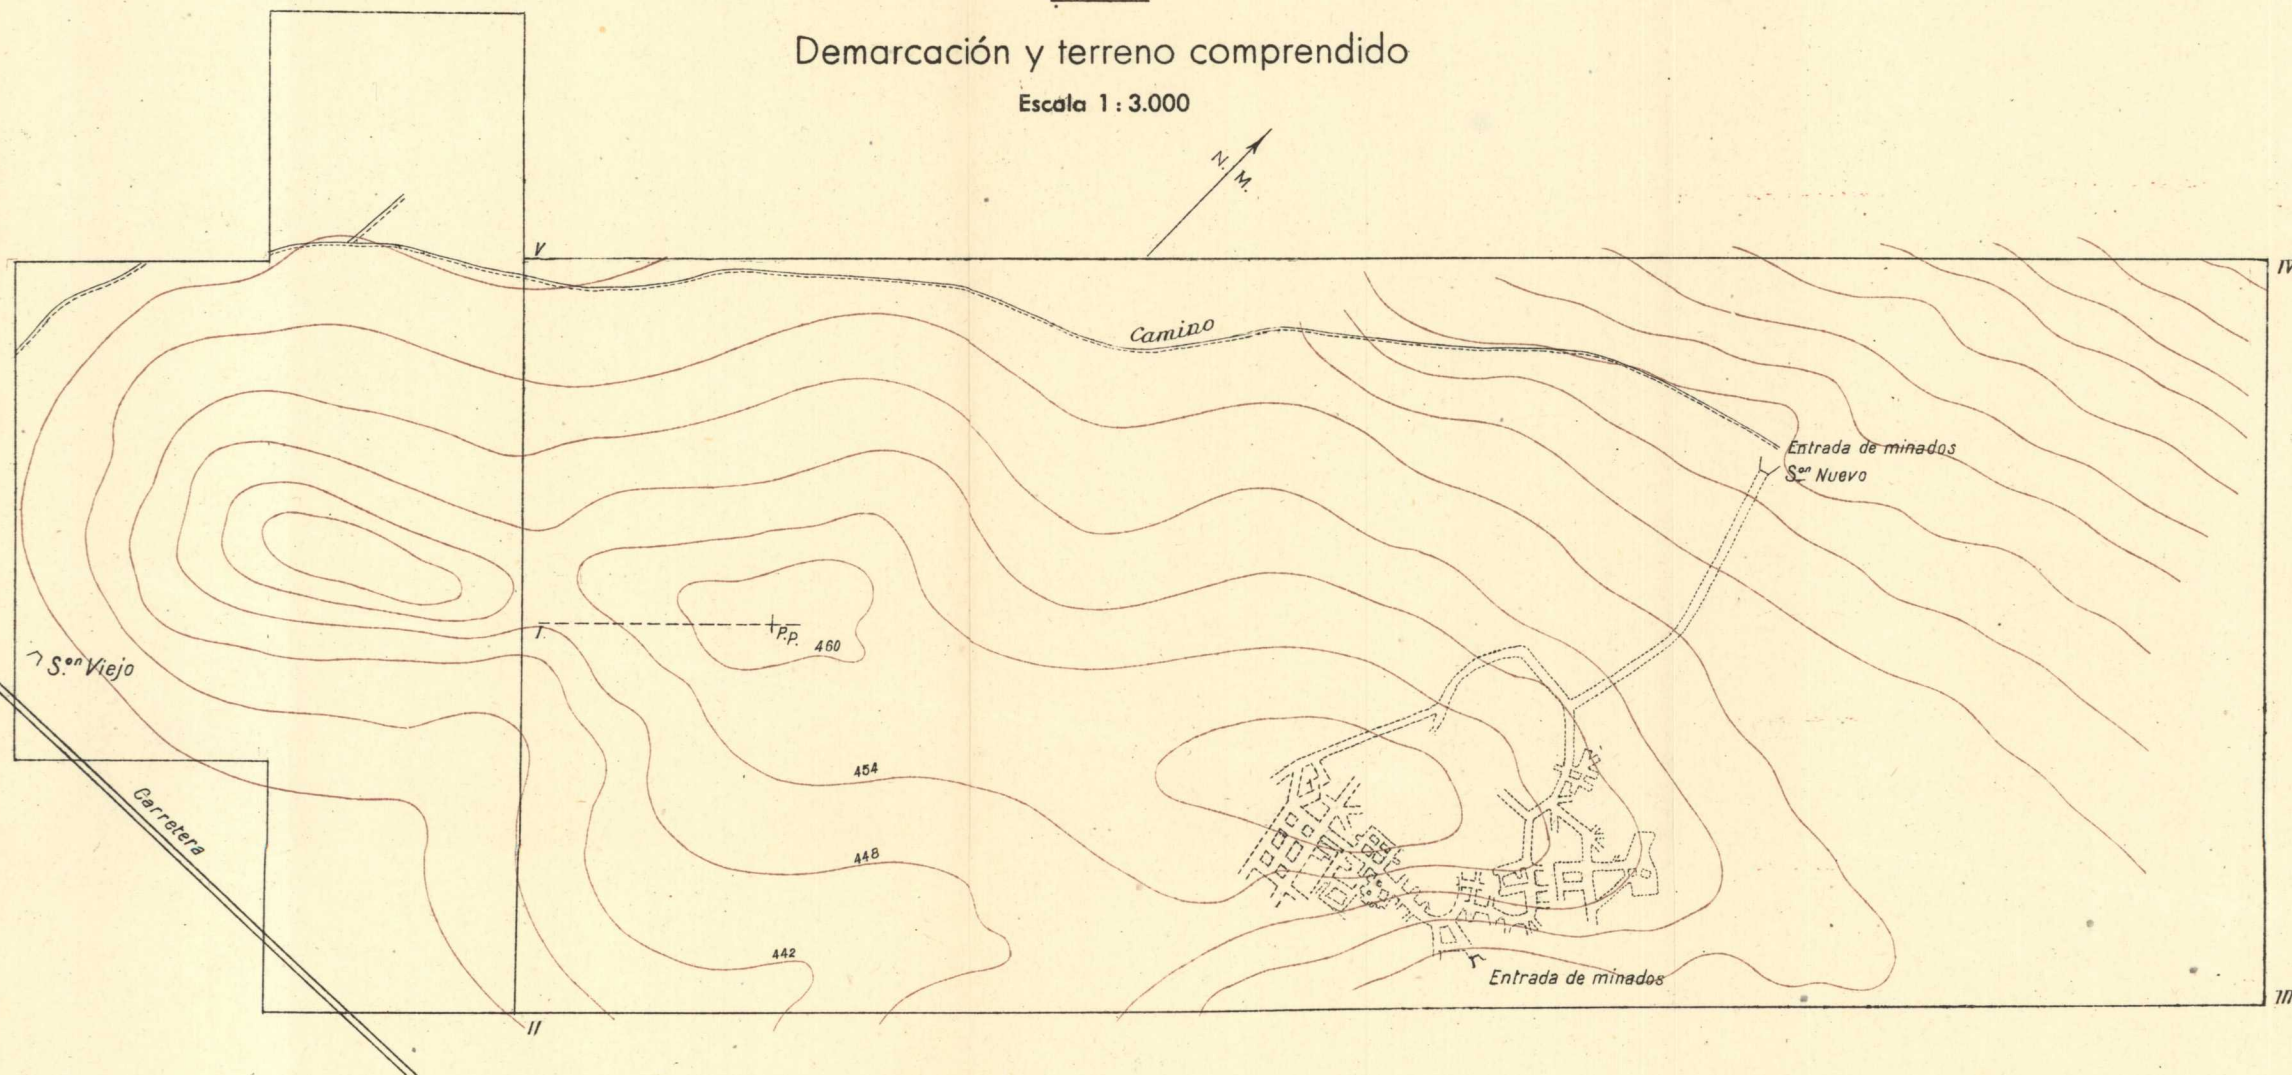 Demarcación y terreno comprendido
Escala 1 : 3.000
N. M.
V
IV
Camino
Entrada de minados
S.ºⁿ Nuevo
I.
P.P.
460
S.ºⁿ Viejo
454
Carretera
448
442
Entrada de minados
III
II